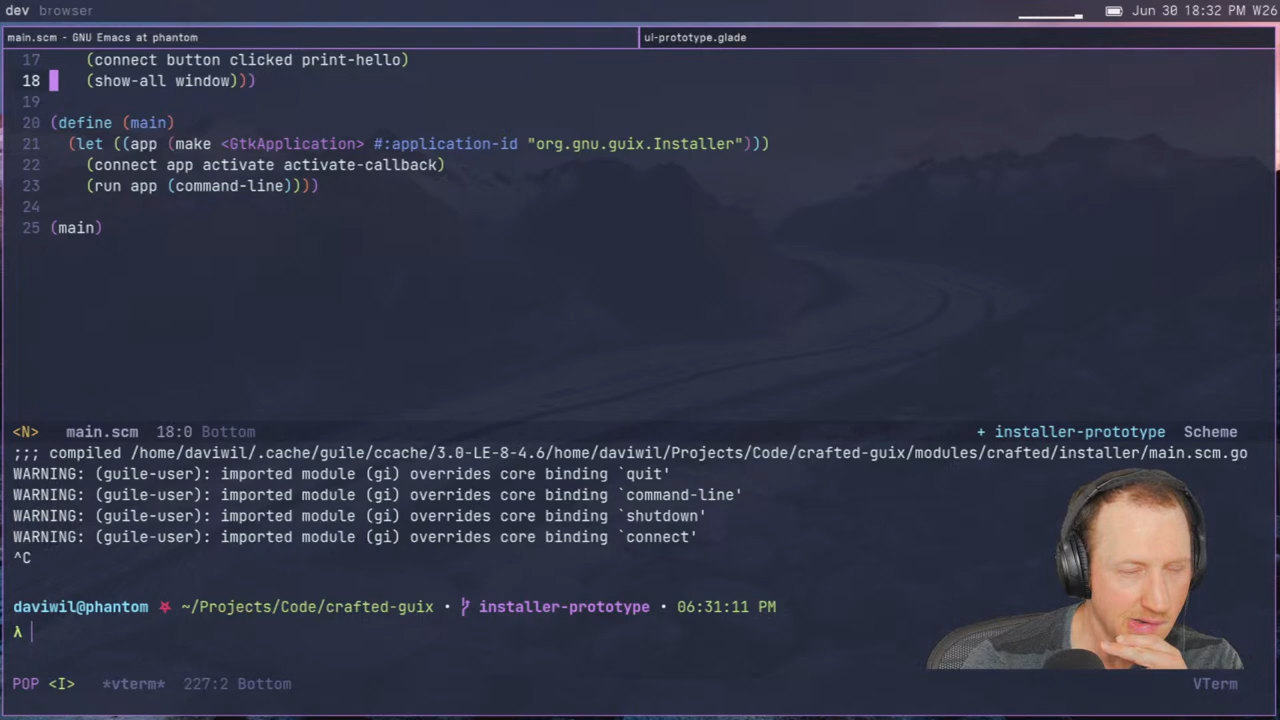 dev browser
Jun 30 18:32 PM W26
main.scm - GNU Emacs at phantom
ui-prototype.glade
17 (connect button clicked print-hello)
18 (show-all window)))
19
20 (define (main)
21 (let ((app (make <GtkApplication> #:application-id "org.gnu.guix.Installer")))
22 (connect app activate activate-callback)
23 (run app (command-line))))
24
25 (main)
<N> main.scm 18:0 Bottom
+ installer-prototype Scheme
;;; compiled /home/daviwil/.cache/guile/ccache/3.0-LE-8-4.6/home/daviwil/Projects/Code/crafted-guix/modules/crafted/installer/main.scm.go
WARNING: (guile-user): imported module (gi) overrides core binding `quit'
WARNING: (guile-user): imported module (gi) overrides core binding `command-line'
WARNING: (guile-user): imported module (gi) overrides core binding `shutdown'
WARNING: (guile-user): imported module (gi) overrides core binding `connect'
^C
daviwil@phantom ~/Projects/Code/crafted-guix • installer-prototype • 06:31:11 PM
λ
POP <I> *vterm* 227:2 Bottom
VTerm